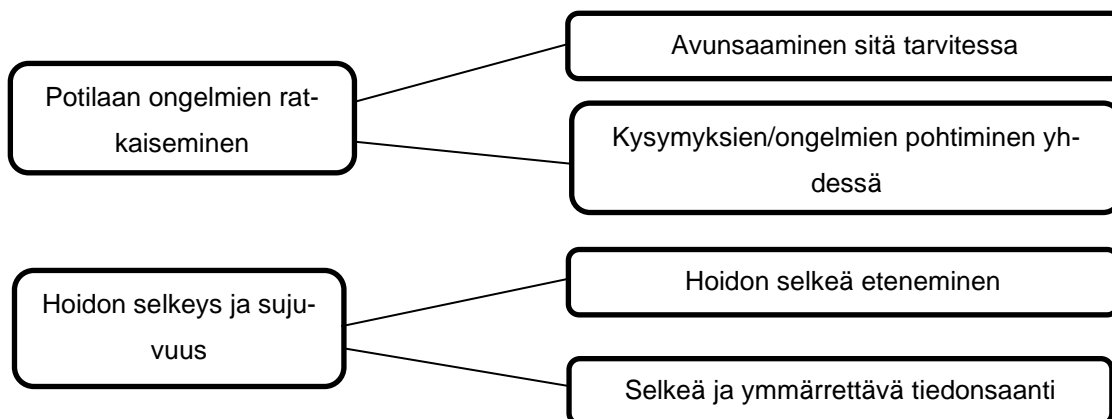 Potilaan ongelmien rat-
kaiseminen
Avunsaaminen sitä tarvitessa
Kysymyksien/ongelmien pohtiminen yh-
dessä
Hoidon selkeys ja suju-
vuus
Hoidon selkeä eteneminen
Selkeä ja ymmärrettävä tiedonsaanti